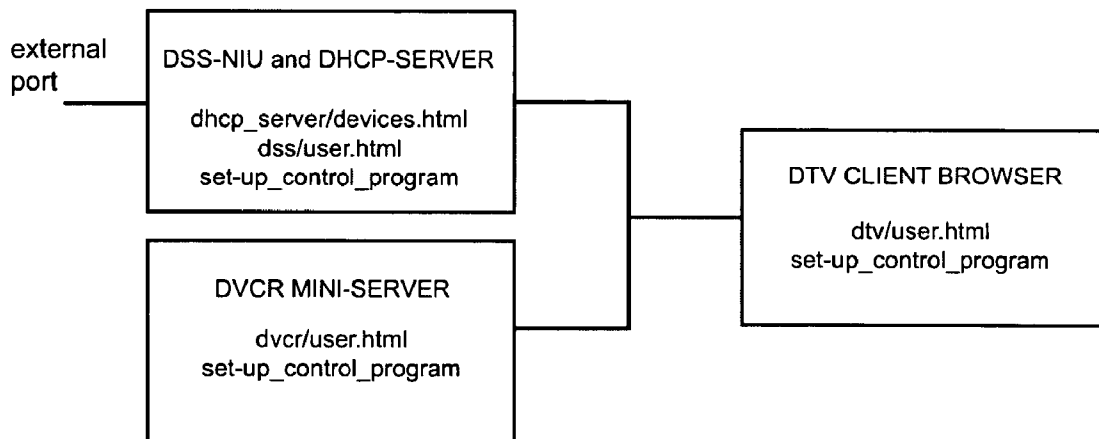 external
port
DSS-NIU and DHCP-SERVER
dhcp_server/devices.html
dss/user.html
set-up_control_program
DVCR MINI-SERVER
dvcr/user.html
set-up_control_program
DTV CLIENT BROWSER
dtv/user.html
set-up_control_program